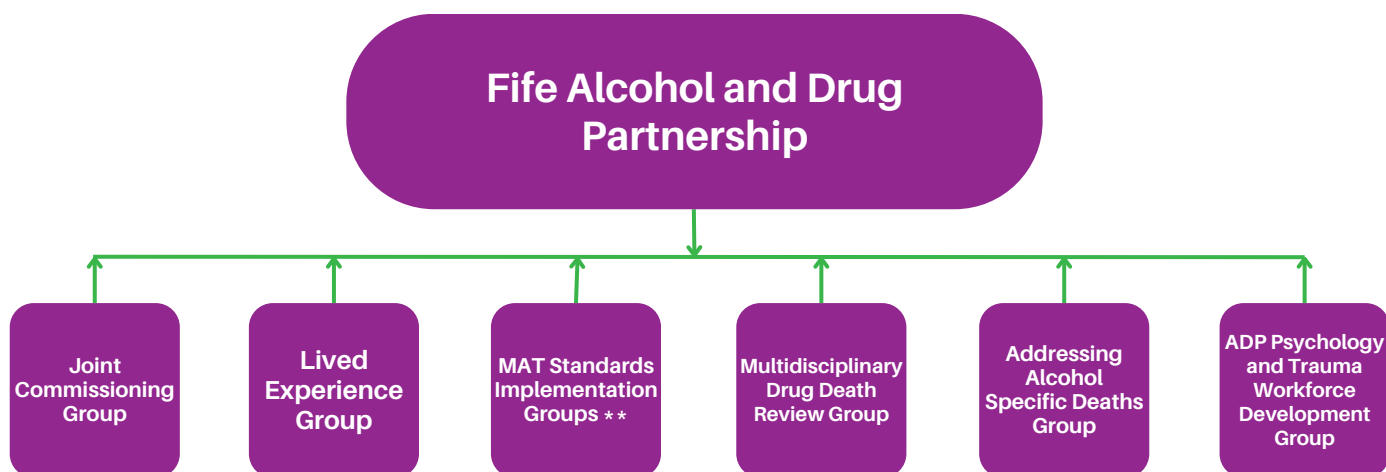 Fife Alcohol and Drug
Partnership
Joint
Commissioning
Group
Lived
Experience
Group
MAT Standards
Implementation
Groups **
Multidisciplinary
Drug Death
Review Group
Addressing
Alcohol
Specific Deaths
Group
ADP Psychology
and Trauma
Workforce
Development
Group